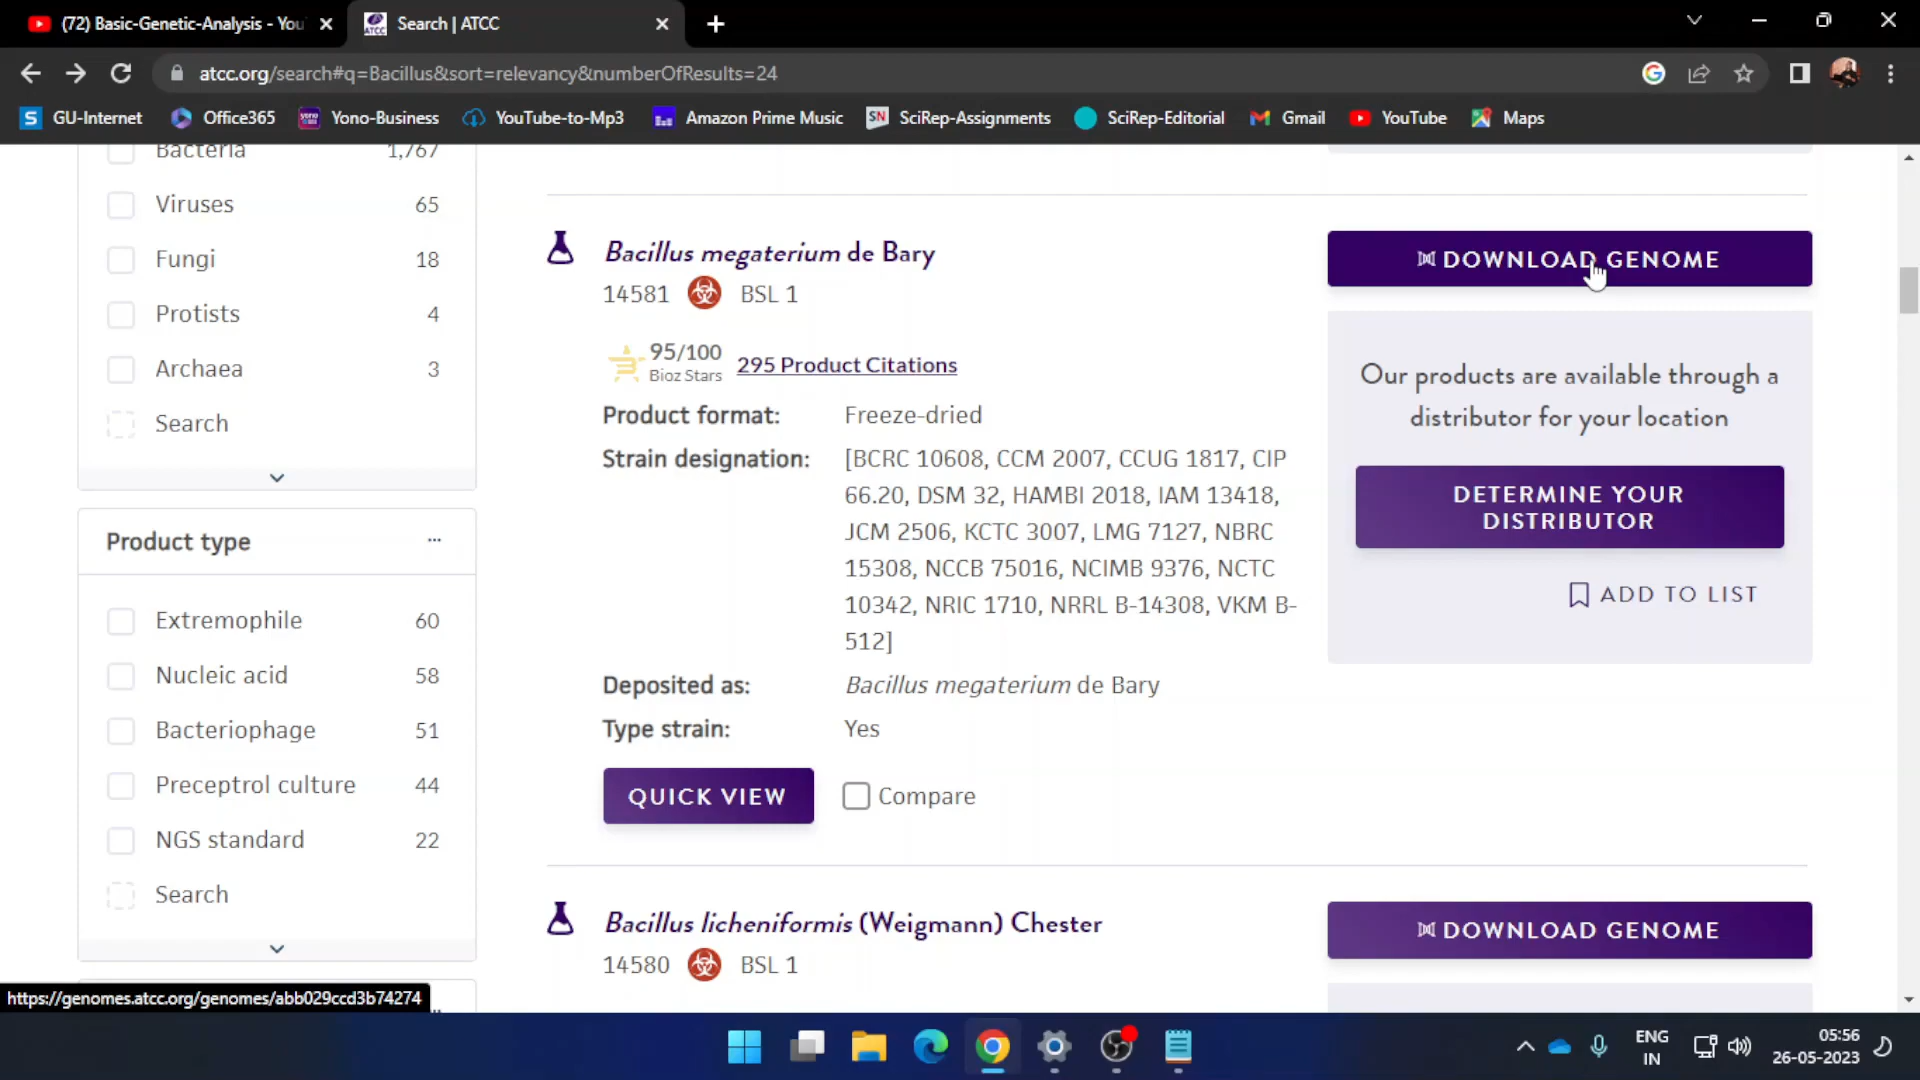 (72) Basic-Genetic-Analysis - You
Search | ATCC
atcc.org/search#q=Bacillus&sort=relevancy&numberOfResults=24
GU-Internet Office365 Yono-Business YouTube-to-Mp3 Amazon Prime Music SciRep-Assignments SciRep-Editorial Gmail YouTube Maps
Bacteria 1,767
Viruses 65
Fungi 18
Protists 4
Archaea 3
Search
Product type ...
Extremophile 60
Nucleic acid 58
Bacteriophage 51
Preceptrol culture 44
NGS standard 22
Search
Bacillus megaterium de Bary
14581 BSL 1
95/100
Bioz Stars
295 Product Citations
Product format: Freeze-dried
Strain designation: [BCRC 10608, CCM 2007, CCUG 1817, CIP
66.20, DSM 32, HAMBI 2018, IAM 13418,
JCM 2506, KCTC 3007, LMG 7127, NBRC
15308, NCCB 75016, NCIMB 9376, NCTC
10342, NRIC 1710, NRRL B-14308, VKM B-
512]
Deposited as: Bacillus megaterium de Bary
Type strain: Yes
QUICK VIEW Compare
DOWNLOAD GENOME
Our products are available through a
distributor for your location
DETERMINE YOUR
DISTRIBUTOR
ADD TO LIST
Bacillus licheniformis (Weigmann) Chester
14580 BSL 1
DOWNLOAD GENOME
https://genomes.atcc.org/genomes/abb029ccd3b74274
ENG
IN
05:56
26-05-2023